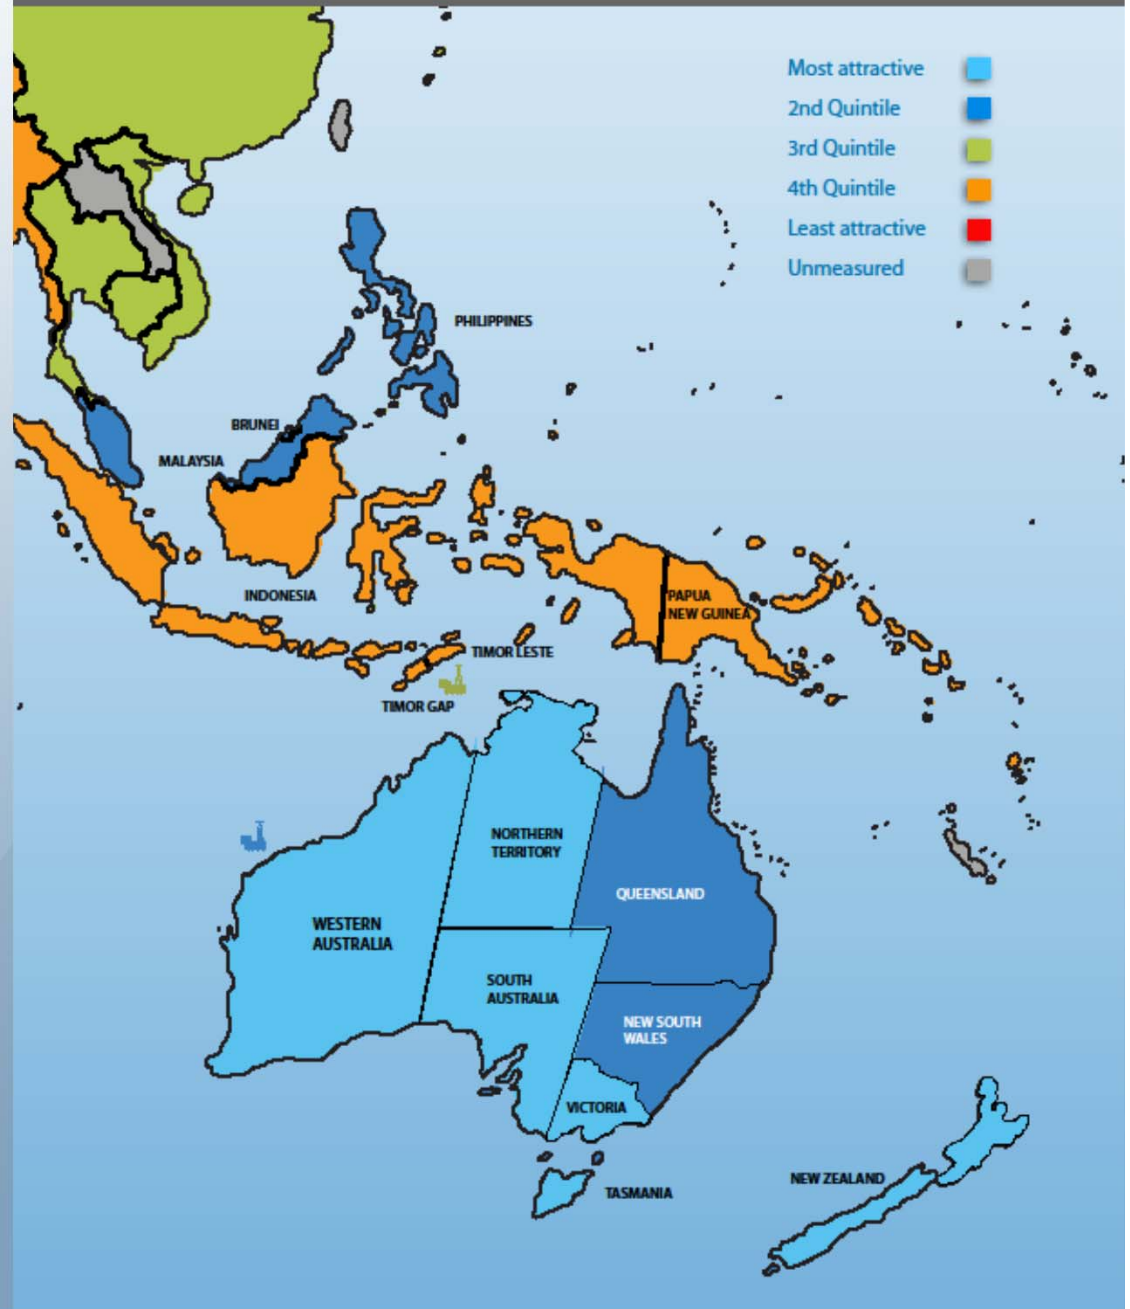 Most attractive
2nd Quintile
3rd Quintile
4th Quintile
Least attractive
Unmeasured
PHILIPPINES
BRUNEI
MALAYSIA
INDONESIA
PAPUA
NEW GUINEA
TIMOR LESTE
TIMOR GAP
NORTHERN
TERRITORY
QUEENSLAND
WESTERN
AUSTRALIA
SOUTH
AUSTRALIA
NEW SOUTH
WALES
VICTORIA
NEW ZEALAND
TASMANIA